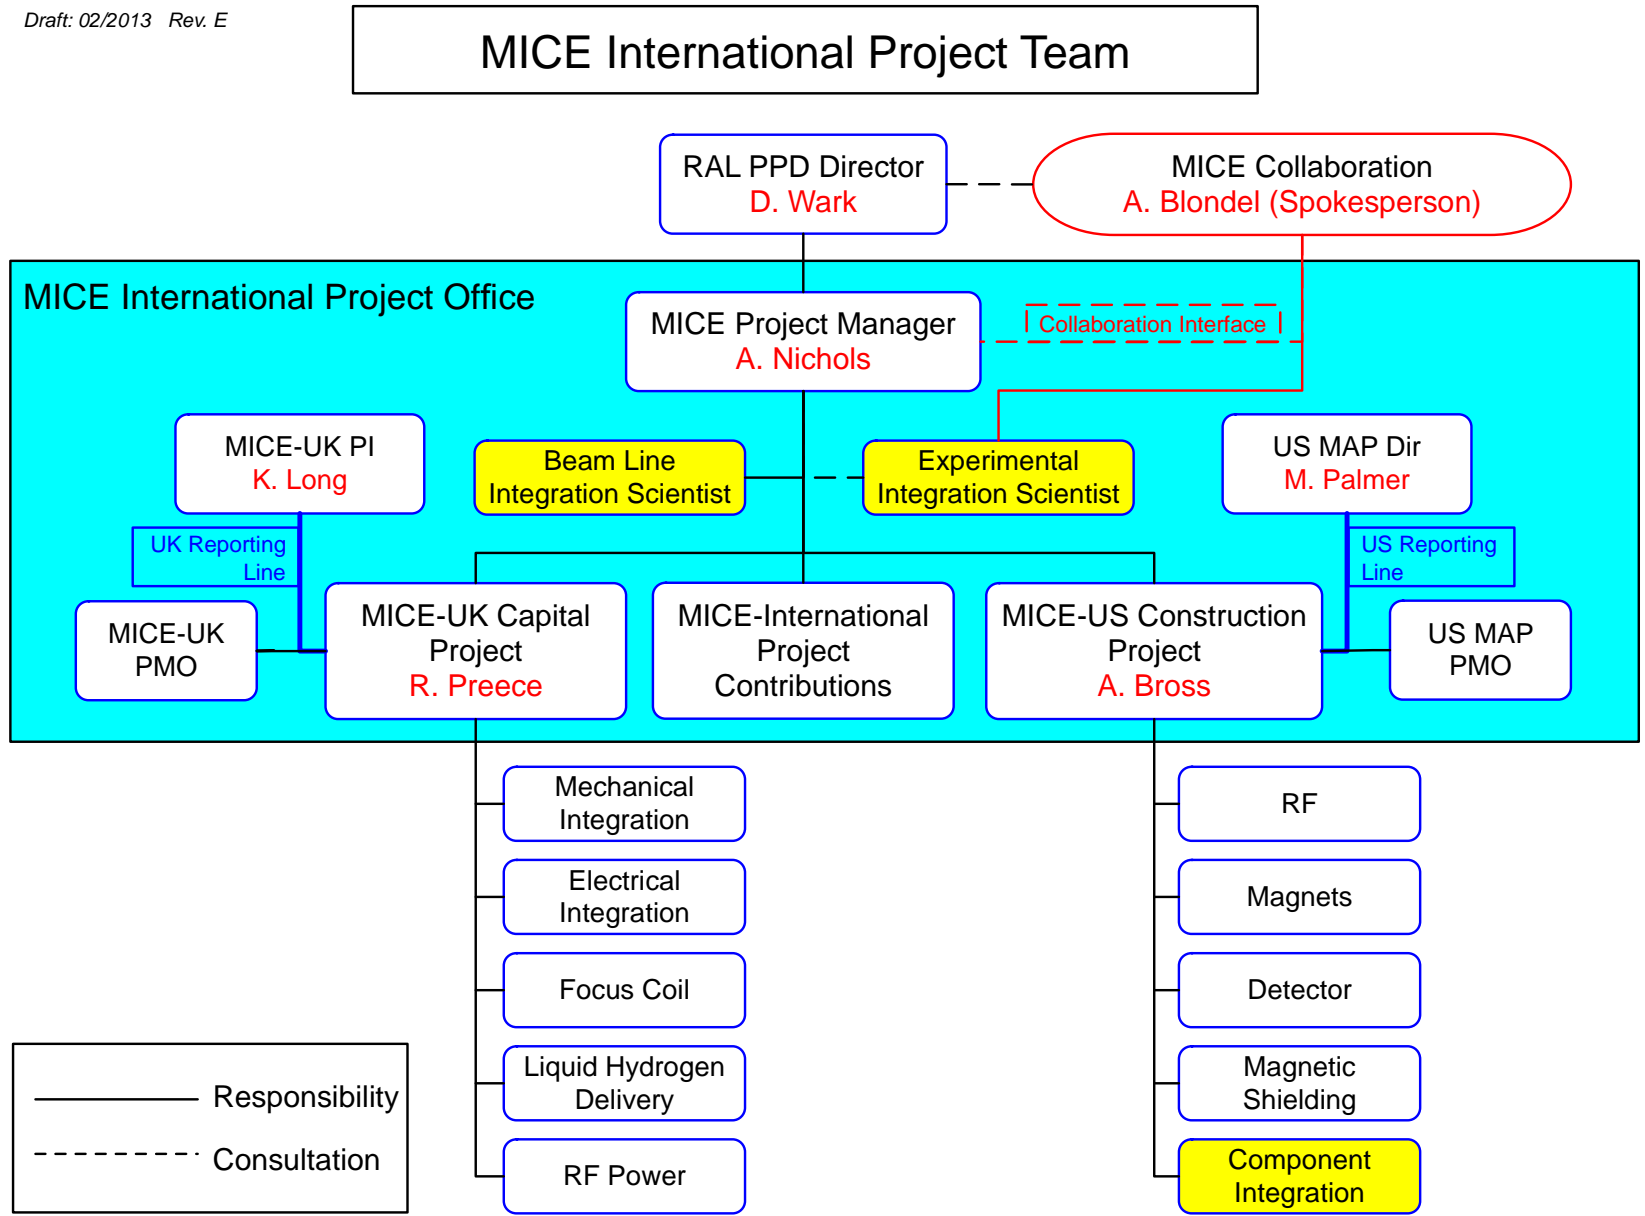 Draft: 02/2013 Rev. E
MICE International Project Team
RAL PPD Director
D. Wark
MICE Collaboration
A. Blondel (Spokesperson)
MICE International Project Office
MICE Project Manager
A. Nichols
Collaboration Interface
MICE-UK PI
K. Long
Beam Line
Integration Scientist
Experimental
Integration Scientist
US MAP Dir
M. Palmer
UK Reporting
Line
US Reporting
Line
MICE-UK
PMO
MICE-UK Capital
Project
R. Preece
MICE-International
Project
Contributions
MICE-US Construction
Project
A. Bross
US MAP
PMO
Mechanical
Integration
Electrical
Integration
Focus Coil
Liquid Hydrogen
Delivery
RF Power
RF
Magnets
Detector
Magnetic
Shielding
Component
Integration
Responsibility
Consultation